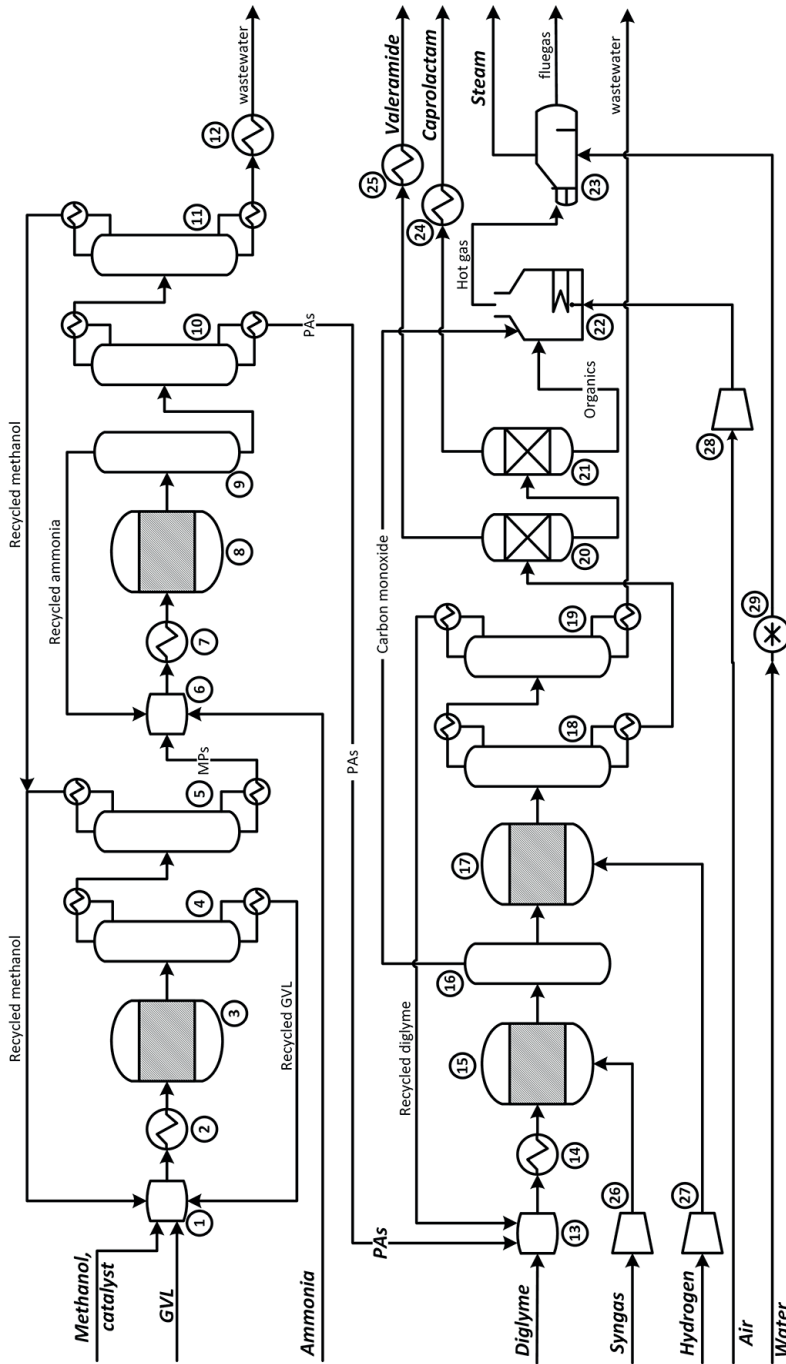 Recycled methanol
Recycled methanol
wastewater
12
11
Recycled ammonia
10
9
8
7
6
MPs
5
4
3
2
1
Recycled GVL
PAs
Methanol,
catalyst
GVL
Ammonia
PAs
Valeramide
Caprolactam
Steam
fluegas
wastewater
25
24
23
Hot gas
22
Organics
Carbon monoxide
21
20
28
29
19
18
17
16
15
Recycled diglyme
14
13
26
27
PAs
Diglyme
Syngas
Hydrogen
Air
Water